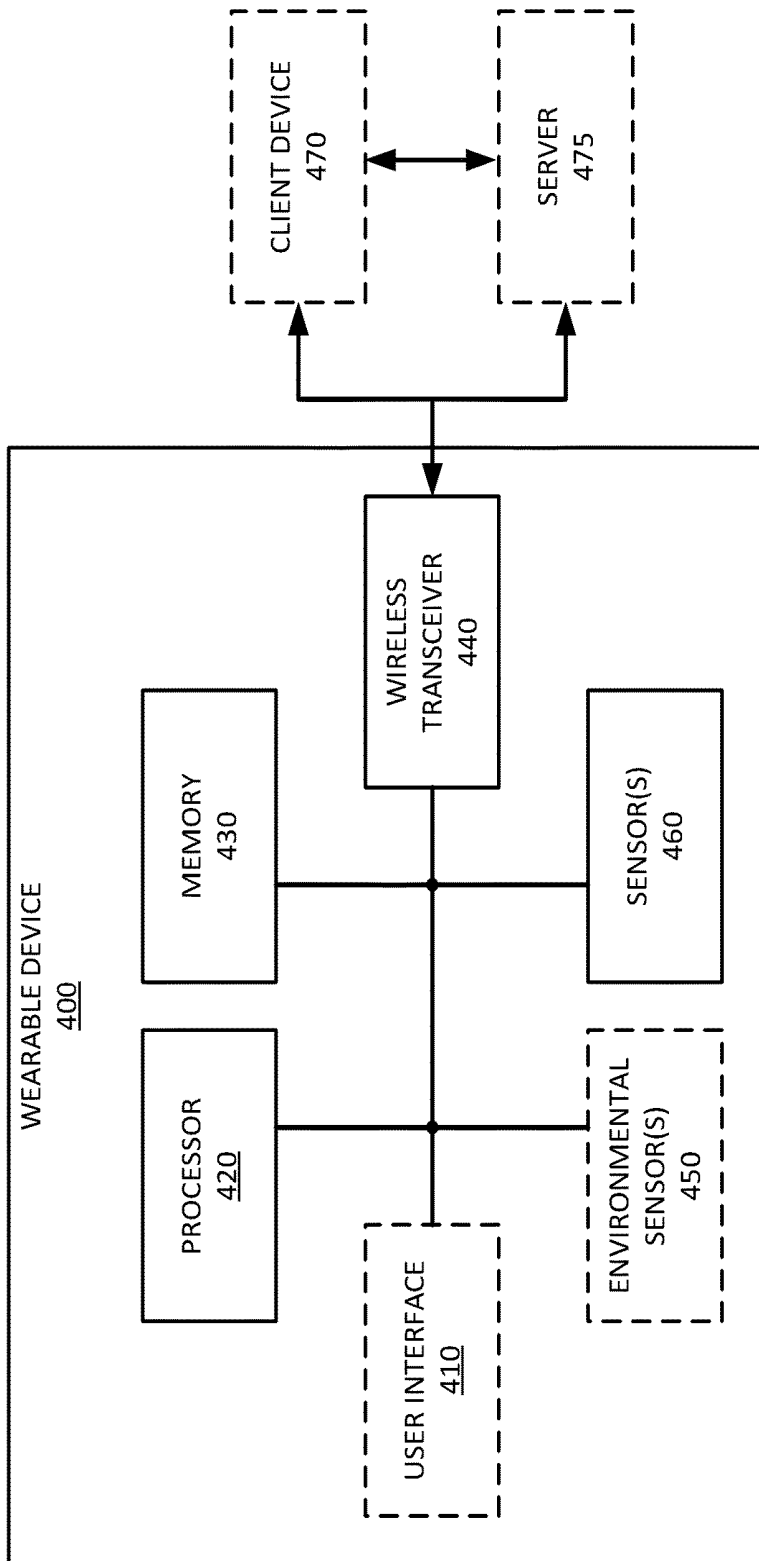 WEARABLE DEVICE
400
PROCESSOR
420
MEMORY
430
USER INTERFACE
410
WIRELESS
TRANSCEIVER
440
ENVIRONMENTAL
SENSOR(S)
450
SENSOR(S)
460
CLIENT DEVICE
470
SERVER
475